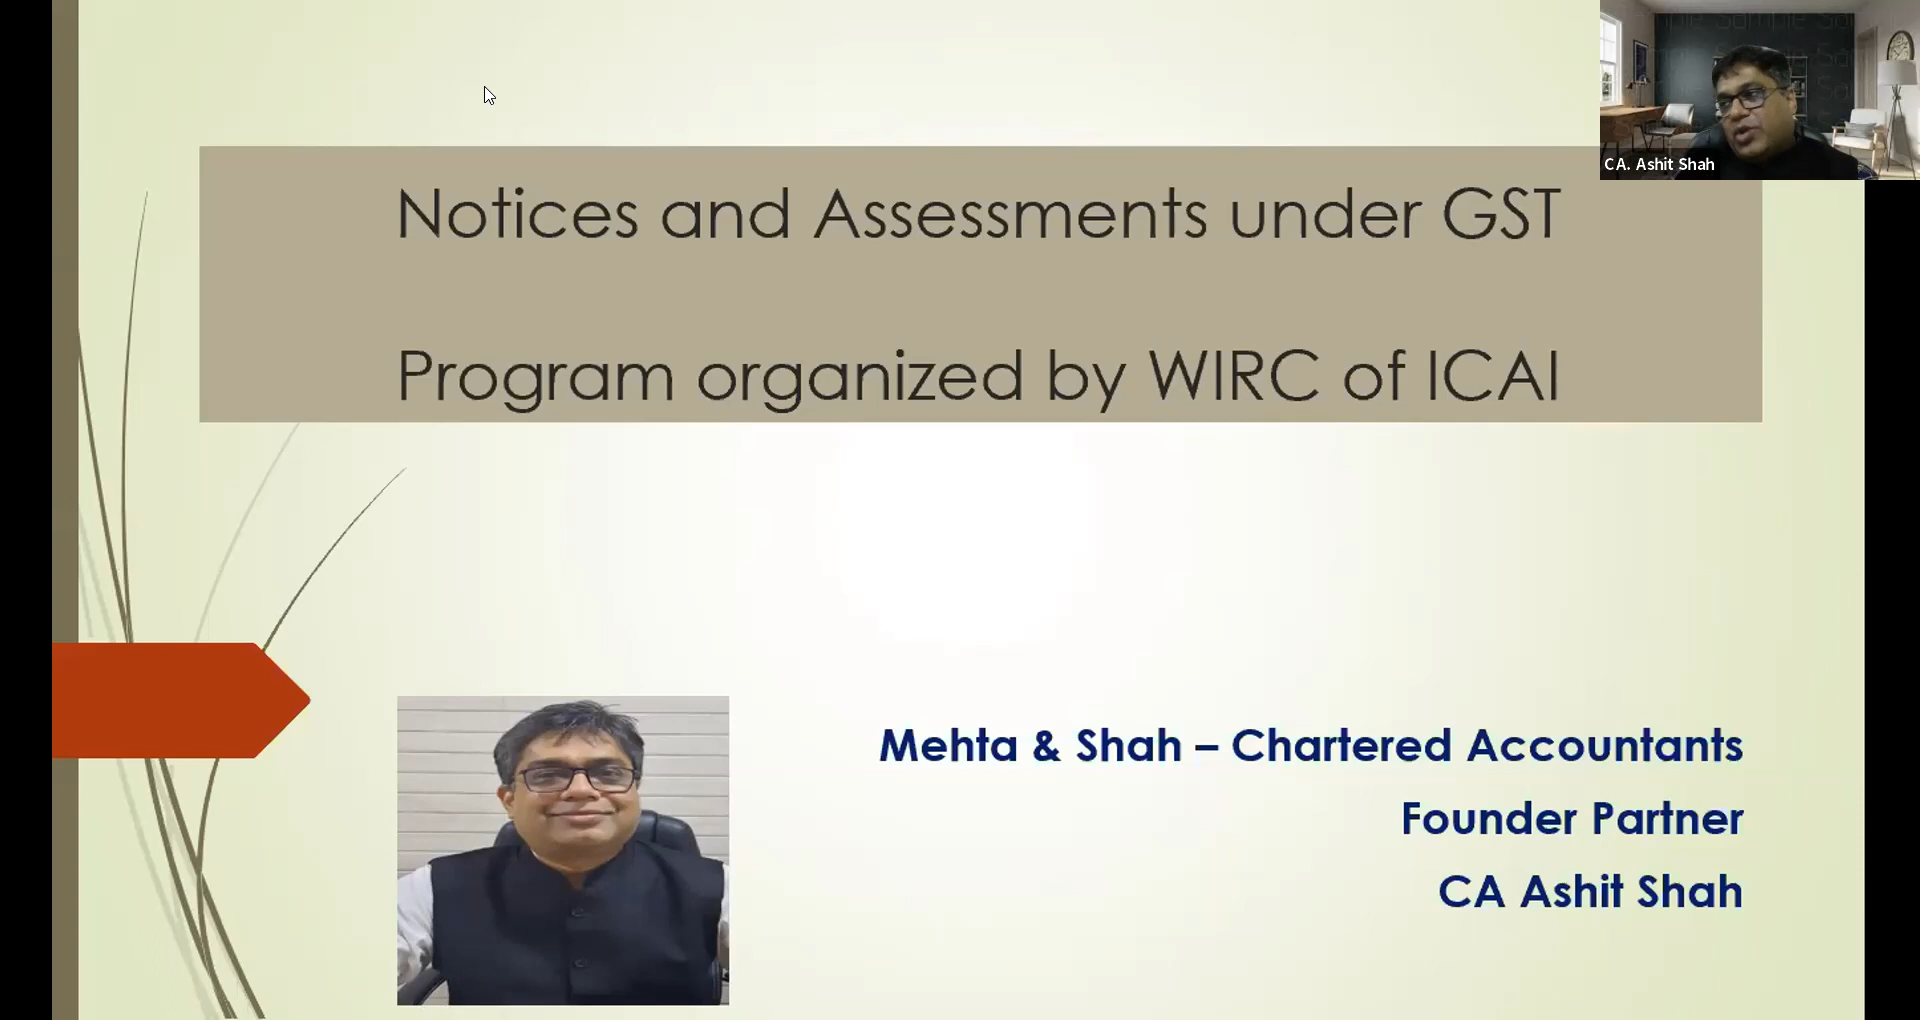 Notices and Assessments under GST
Program organized by WIRC of ICAI
CA. Ashit Shah
Mehta & Shah – Chartered Accountants
Founder Partner
CA Ashit Shah